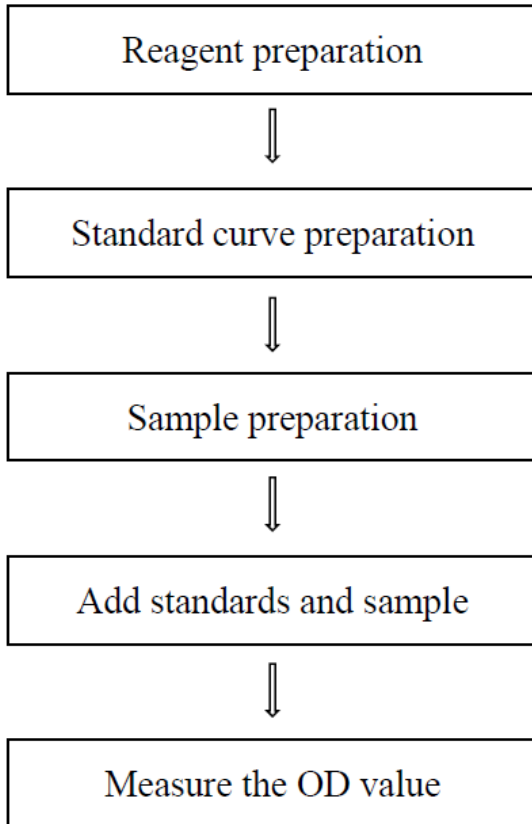 Reagent preparation
Standard curve preparation
Sample preparation
Add standards and sample
Measure the OD value